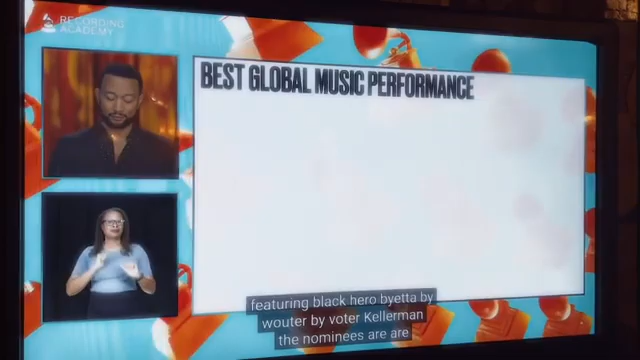 RECORDING
ACADEMY
BEST GLOBAL MUSIC PERFORMANCE
featuring black hero byetta by
wouter by voter Kellerman
the nominees are are